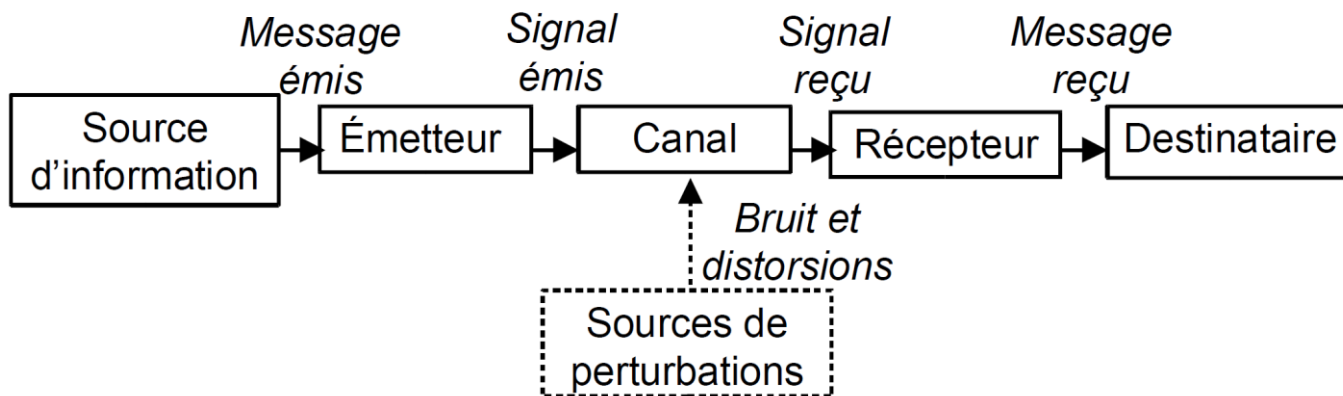 Message
émis
Signal
émis
Signal
reçu
Message
reçu
Source
d'information
Émetteur
Canal
Récepteur
Destinataire
Bruit et
distorsions
Sources de
perturbations